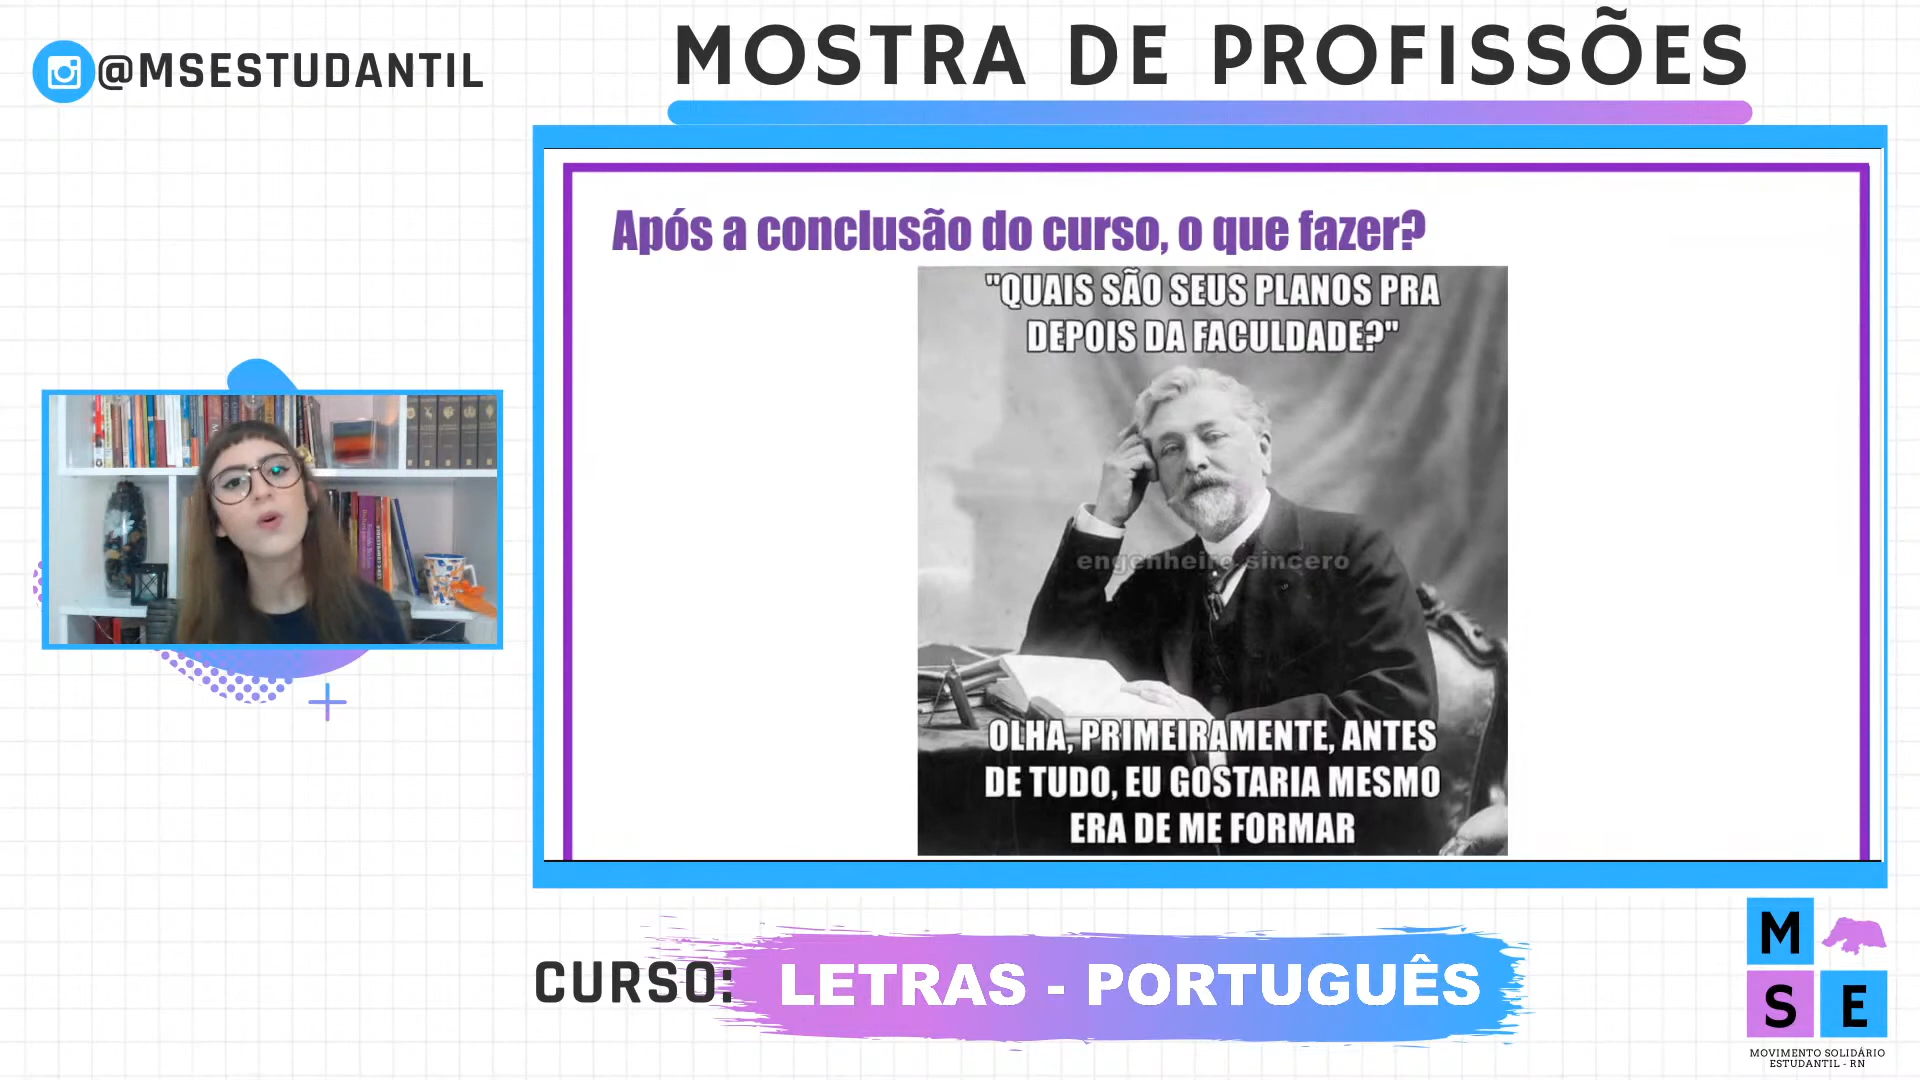 @MSESTUDANTIL
MOSTRA DE PROFISSÕES
Após a conclusão do curso, o que fazer?
"QUAIS SÃO SEUS PLANOS PRA
DEPOIS DA FACULDADE?"
engenheiro sincero
OLHA, PRIMEIRAMENTE, ANTES
DE TUDO, EU GOSTARIA MESMO
ERA DE ME FORMAR
CURSO: LETRAS - PORTUGUÊS
M
S E
MOVIMENTO SOLIDÁRIO
ESTUDANTIL - RN